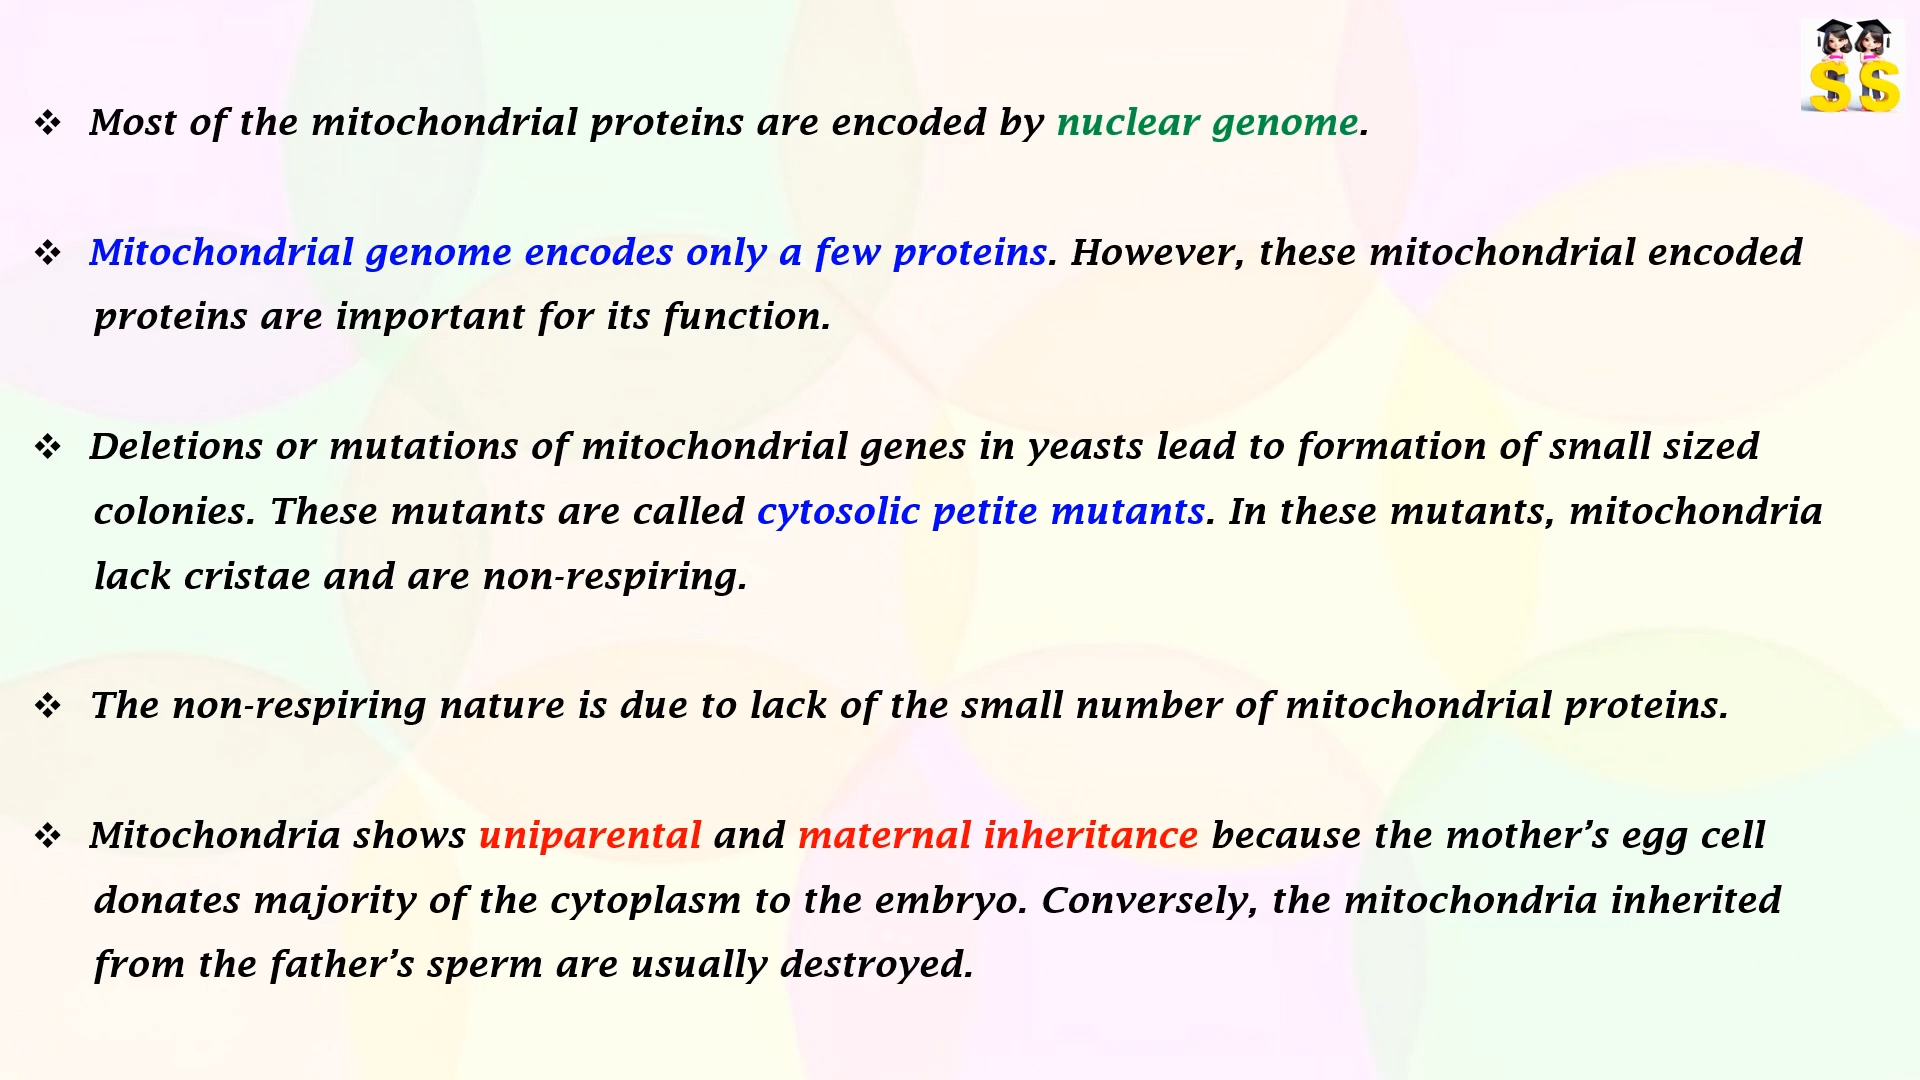 SS
❖ Most of the mitochondrial proteins are encoded by nuclear genome.
❖ Mitochondrial genome encodes only a few proteins. However, these mitochondrial encoded
proteins are important for its function.
❖ Deletions or mutations of mitochondrial genes in yeasts lead to formation of small sized
colonies. These mutants are called cytosolic petite mutants. In these mutants, mitochondria
lack cristae and are non-respiring.
❖ The non-respiring nature is due to lack of the small number of mitochondrial proteins.
❖ Mitochondria shows uniparental and maternal inheritance because the mother’s egg cell
donates majority of the cytoplasm to the embryo. Conversely, the mitochondria inherited
from the father’s sperm are usually destroyed.